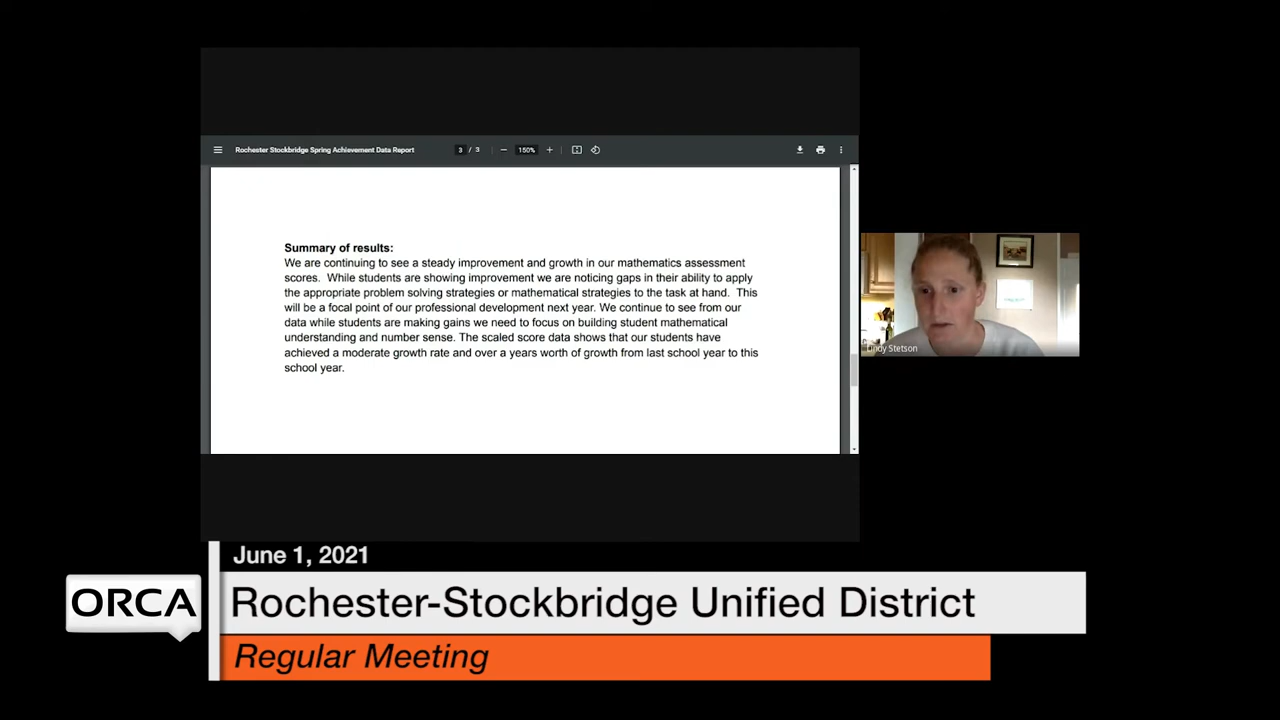 Rochester Stockbridge Spring Achievement Data Report
3 / 3
150%
Summary of results:
We are continuing to see a steady improvement and growth in our mathematics assessment
scores. While students are showing improvement we are noticing gaps in their ability to apply
the appropriate problem solving strategies or mathematical strategies to the task at hand. This
will be a focal point of our professional development next year. We continue to see from our
data while students are making gains we need to focus on building student mathematical
understanding and number sense. The scaled score data shows that our students have
achieved a moderate growth rate and over a years worth of growth from last school year to this
school year.
Lindy Stetson
June 1, 2021
ORCA
Rochester-Stockbridge Unified District
Regular Meeting